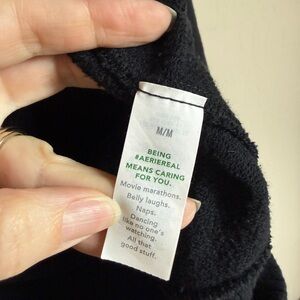 M/M
BEING
#AERIEREAL
MEANS CARING
FOR YOU.
Movie marathons.
Belly laughs.
Naps.
Dancing
like no one's
watching.
All that
good stuff.